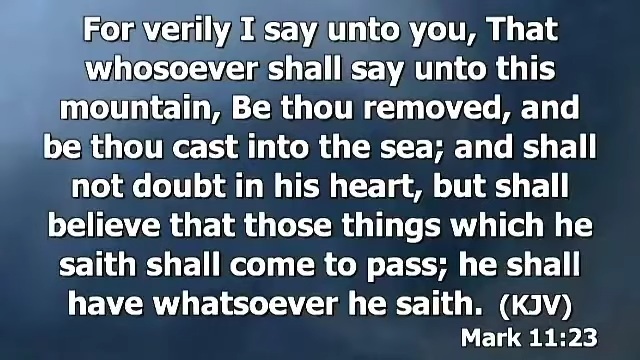 For verily I say unto you, That
whosoever shall say unto this
mountain, Be thou removed, and
be thou cast into the sea; and shall
not doubt in his heart, but shall
believe that those things which he
saith shall come to pass; he shall
have whatsoever he saith. (KJV)
Mark 11:23